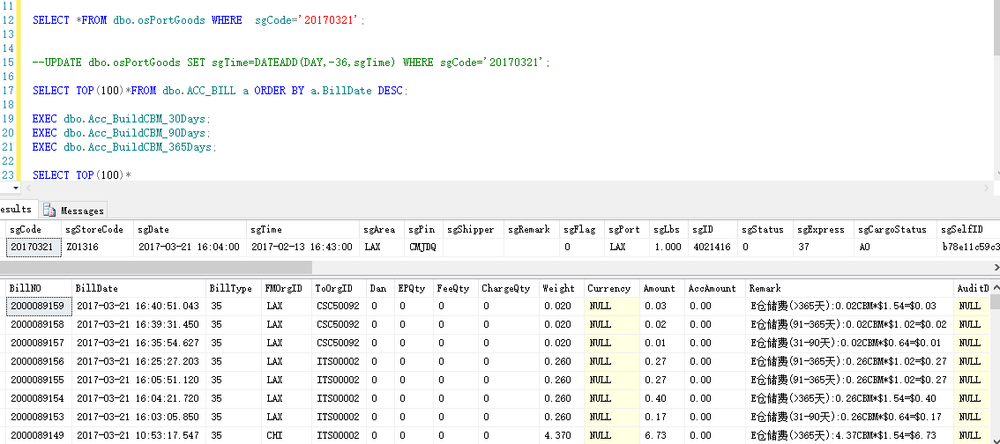 11
12 SELECT *FROM dbo.osPortGoods WHERE sgCode='20170321';
13
14
15 --UPDATE dbo.osPortGoods SET sgTime=DATEADD(DAY,-36,sgTime) WHERE sgCode='20170321';
16
17 SELECT TOP(100)*FROM dbo.ACC_BILL a ORDER BY a.BillDate DESC;
18
19 EXEC dbo.Acc_BuildCBM_30Days;
20 EXEC dbo.Acc_BuildCBM_90Days;
21 EXEC dbo.Acc_BuildCBM_365Days;
22
23 SELECT TOP(100)*
esults Messages
sgCode sgStoreCode sgDate sgTime sgArea sgPin sgShipper sgRemark sgFlag sgPort sgLbs sgID sgStatus sgExpress sgCargoStatus sgSelfID
20170321 Z01316 2017-03-21 16:04:00 2017-02-13 16:43:00 LAX CMJDQ 0 LAX 1.000 4021416 0 37 A0 b78e11c59c3
BillNO BillDate BillType FMOrgID ToOrgID Dan EPQty FeeQty ChargeQty Weight Currency Amount AccAmount Remark AuditD
2000089159 2017-03-21 16:40:51.043 35 LAX CSC50092 0 0 0 0 0.020 NULL 0.03 0.00 E仓储费(>365天):0.02CBM*$1.54=$0.03 NULL
2000089158 2017-03-21 16:39:31.450 35 LAX CSC50092 0 0 0 0 0.020 NULL 0.02 0.00 E仓储费(91-365天):0.02CBM*$1.02=$0.02 NULL
2000089157 2017-03-21 16:35:54.627 35 LAX CSC50092 0 0 0 0 0.020 NULL 0.01 0.00 E仓储费(31-90天):0.02CBM*$0.64=$0.01 NULL
2000089156 2017-03-21 16:25:27.203 35 LAX ITS00002 0 0 0 0 0.260 NULL 0.27 0.00 E仓储费(91-365天):0.26CBM*$1.02=$0.27 NULL
2000089155 2017-03-21 16:05:51.120 35 LAX ITS00002 0 0 0 0 0.260 NULL 0.27 0.00 E仓储费(91-365天):0.26CBM*$1.02=$0.27 NULL
2000089154 2017-03-21 16:04:21.720 35 LAX ITS00002 0 0 0 0 0.260 NULL 0.40 0.00 E仓储费(>365天):0.26CBM*$1.54=$0.40 NULL
2000089153 2017-03-21 16:03:05.850 35 LAX ITS00002 0 0 0 0 0.260 NULL 0.17 0.00 E仓储费(31-90天):0.26CBM*$0.64=$0.17 NULL
2000089149 2017-03-21 10:53:17.547 35 CHI ITS00002 0 0 0 0 4.370 NULL 6.73 0.00 E仓储费(>365天):4.37CBM*$1.54=$6.73 NULL